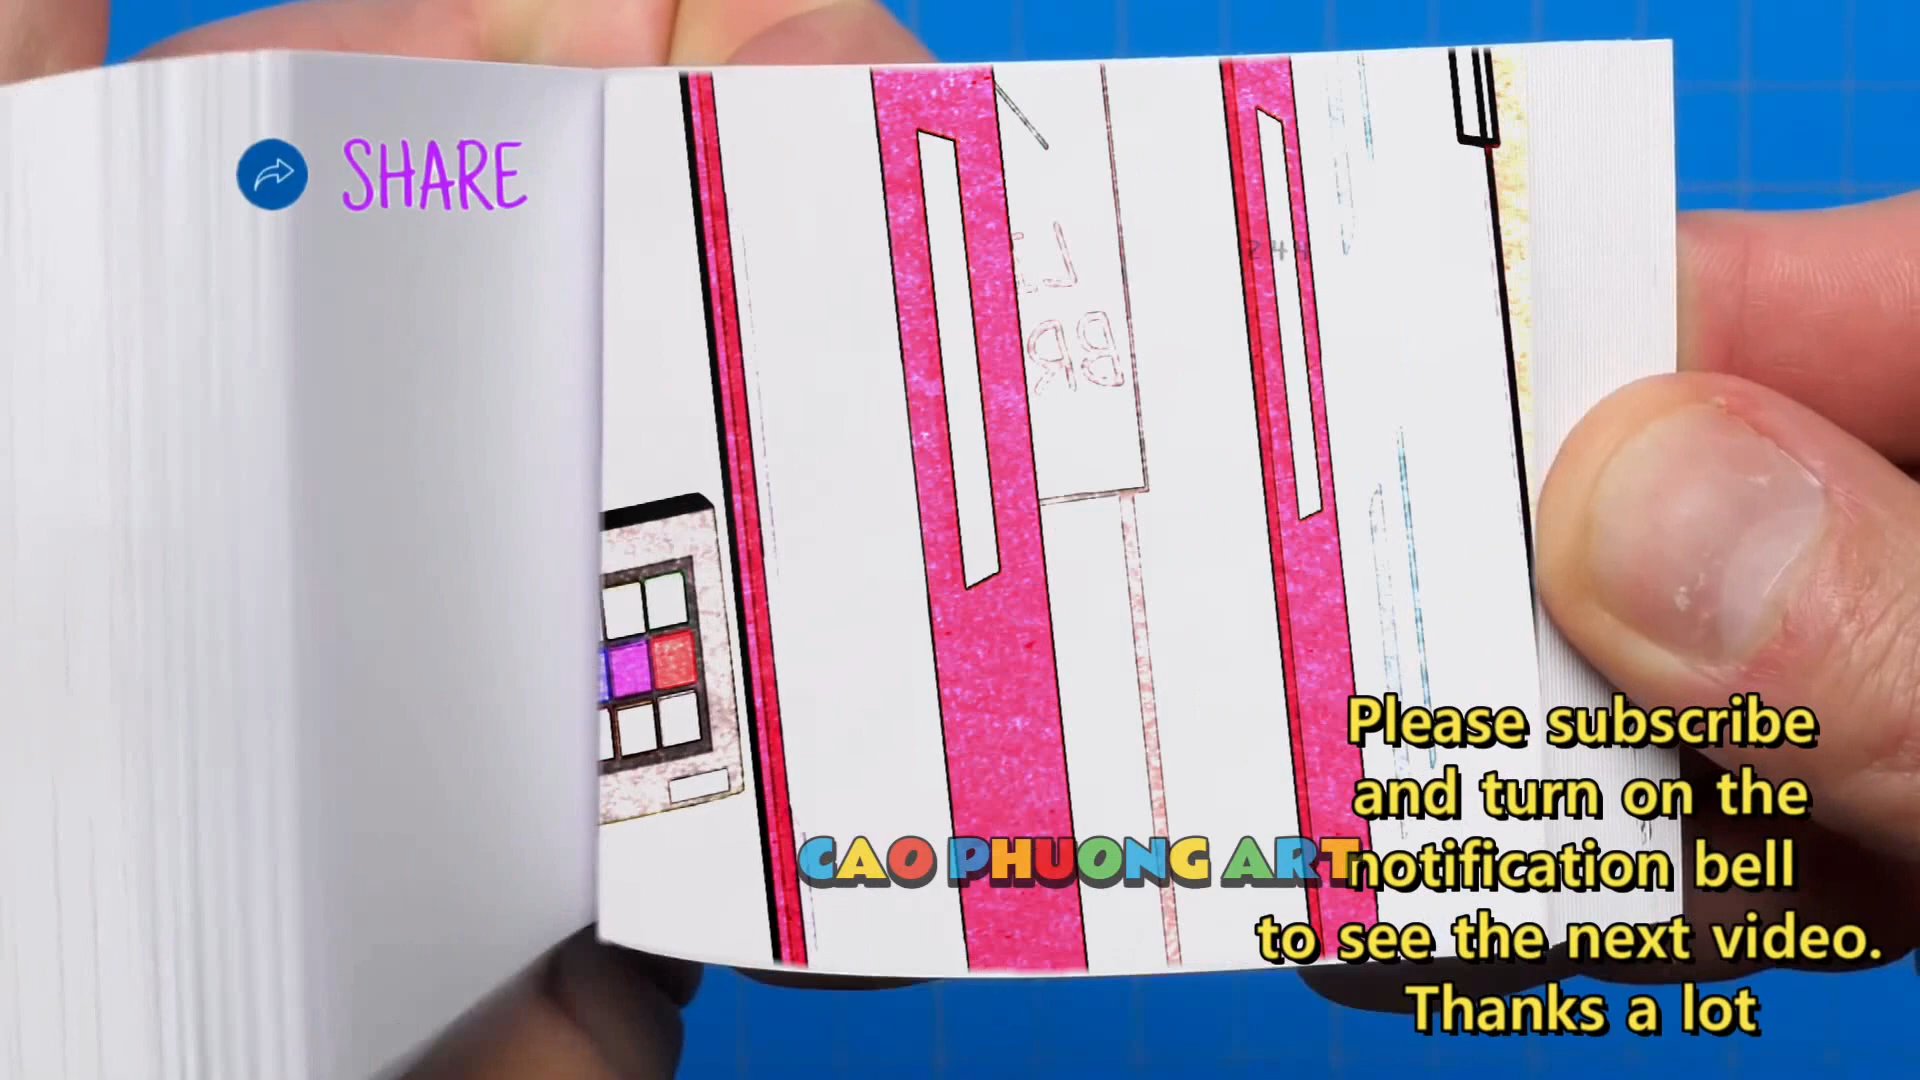 SHARE
244
CAO PHUONG ART
Please subscribe
and turn on the
notification bell
to see the next video.
Thanks a lot